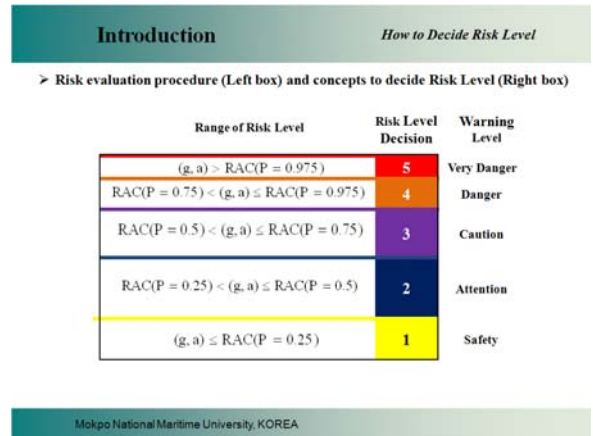 Introduction How to Decide Risk Level
➤ Risk evaluation procedure (Left box) and concepts to decide Risk Level (Right box)
Range of Risk Level Risk Level Decision Warning Level
(g, a) > RAC(P = 0.975) 5 Very Danger
RAC(P = 0.75) < (g, a) ≤ RAC(P = 0.975) 4 Danger
RAC(P = 0.5) < (g, a) ≤ RAC(P = 0.75) 3 Caution
RAC(P = 0.25) < (g, a) ≤ RAC(P = 0.5) 2 Attention
(g, a) ≤ RAC(P = 0.25) 1 Safety
Mokpo National Maritime University, KOREA